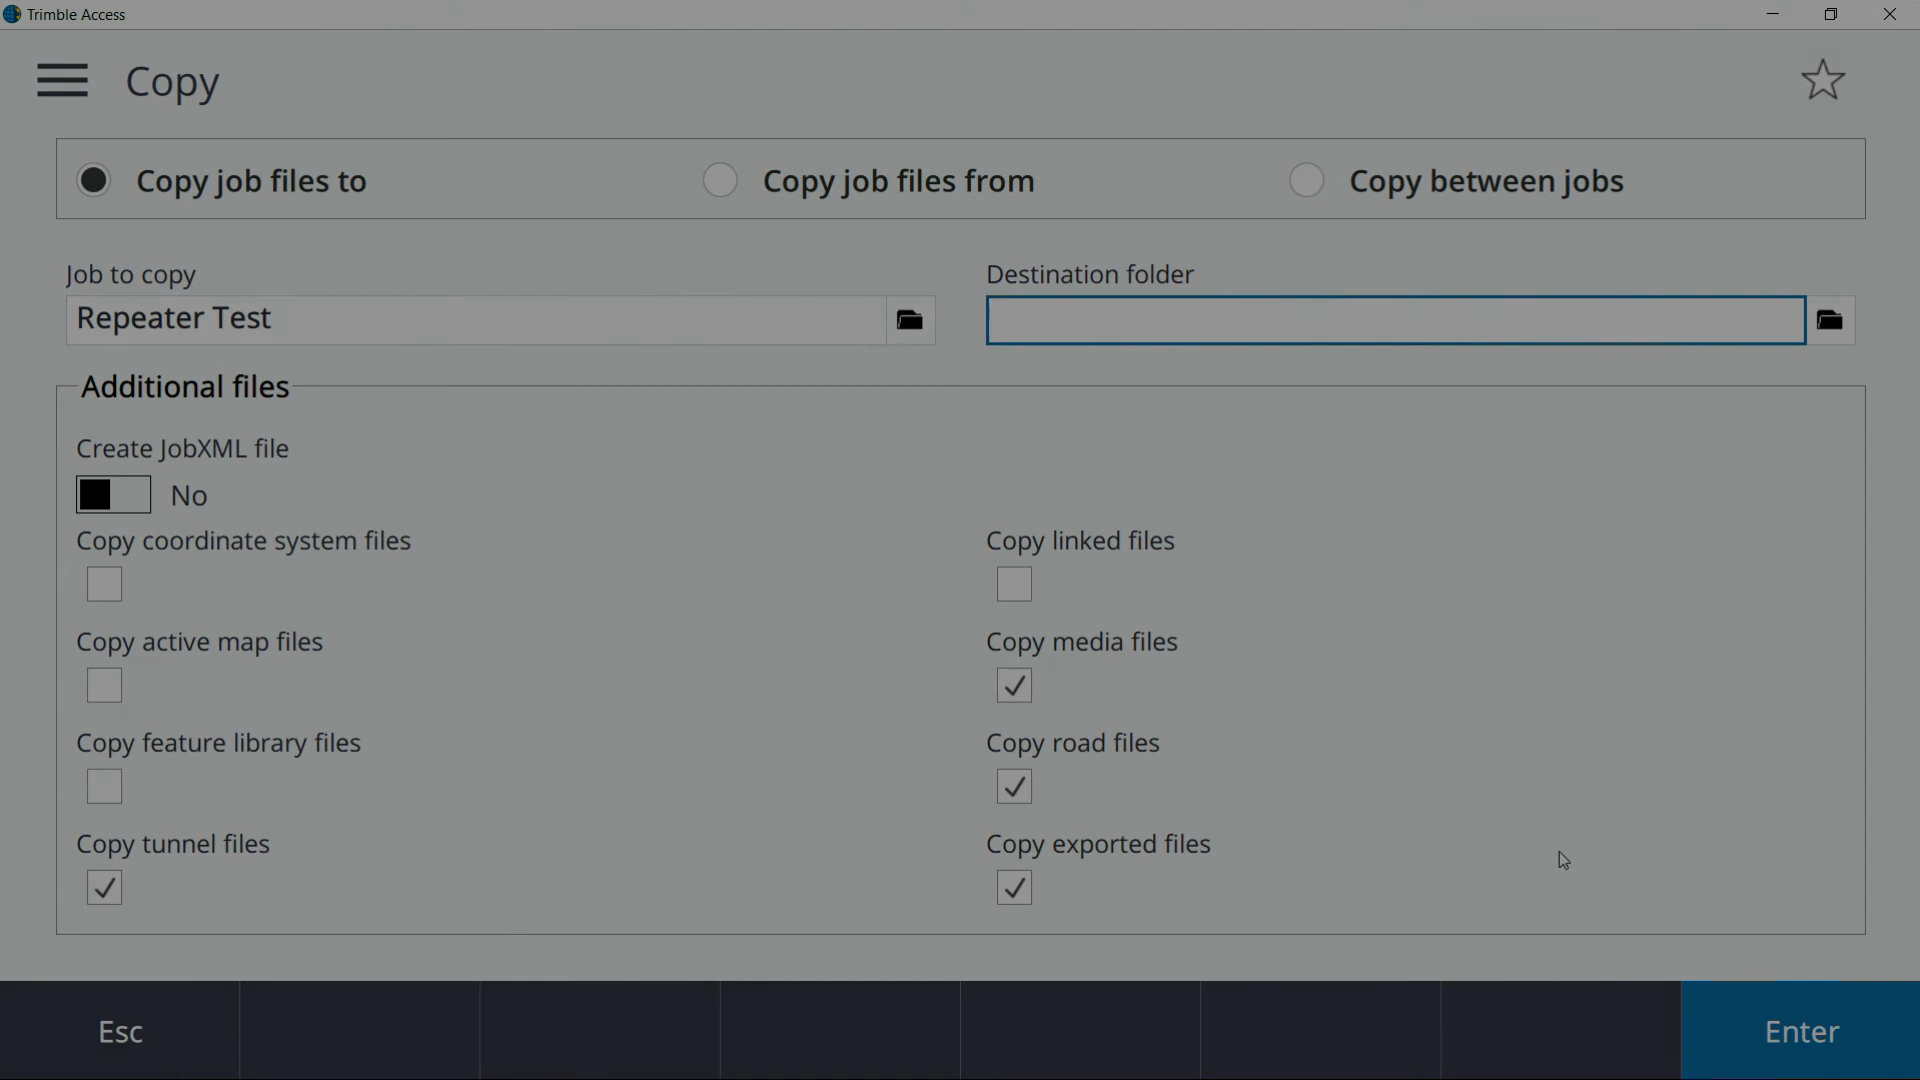 Trimble Access
Copy
Copy job files to
Copy job files from
Copy between jobs
Job to copy
Destination folder
Repeater Test
Additional files
Create JobXML file
No
Copy coordinate system files
Copy linked files
Copy active map files
Copy media files
Copy feature library files
Copy road files
Copy tunnel files
Copy exported files
Esc
Enter